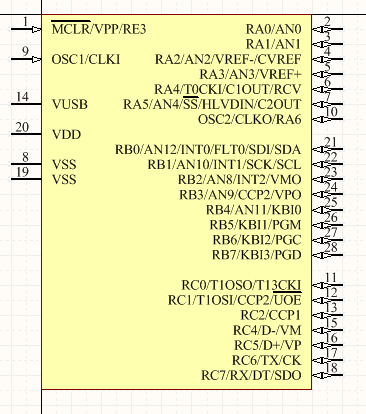 1 MCLR/VPP/RE3 RA0/AN0 2
RA1/AN1 3
9 OSC1/CLKI RA2/AN2/VREF-/CVREF 4
RA3/AN3/VREF+ 5
RA4/T0CKI/C1OUT/RCV 6
14 VUSB RA5/AN4/SS/HLVDIN/C2OUT 7
OSC2/CLKO/RA6 10
20 VDD
RB0/AN12/INT0/FLT0/SDI/SDA 21
8 VSS RB1/AN10/INT1/SCK/SCL 22
19 VSS RB2/AN8/INT2/VMO 23
RB3/AN9/CCP2/VPO 24
RB4/AN11/KBI0 25
RB5/KBI1/PGM 26
RB6/KBI2/PGC 27
RB7/KBI3/PGD 28
RC0/T1OSO/T13CKI 11
RC1/T1OSI/CCP2/UOE 12
RC2/CCP1 13
RC4/D-/VM 15
RC5/D+/VP 16
RC6/TX/CK 17
RC7/RX/DT/SDO 18